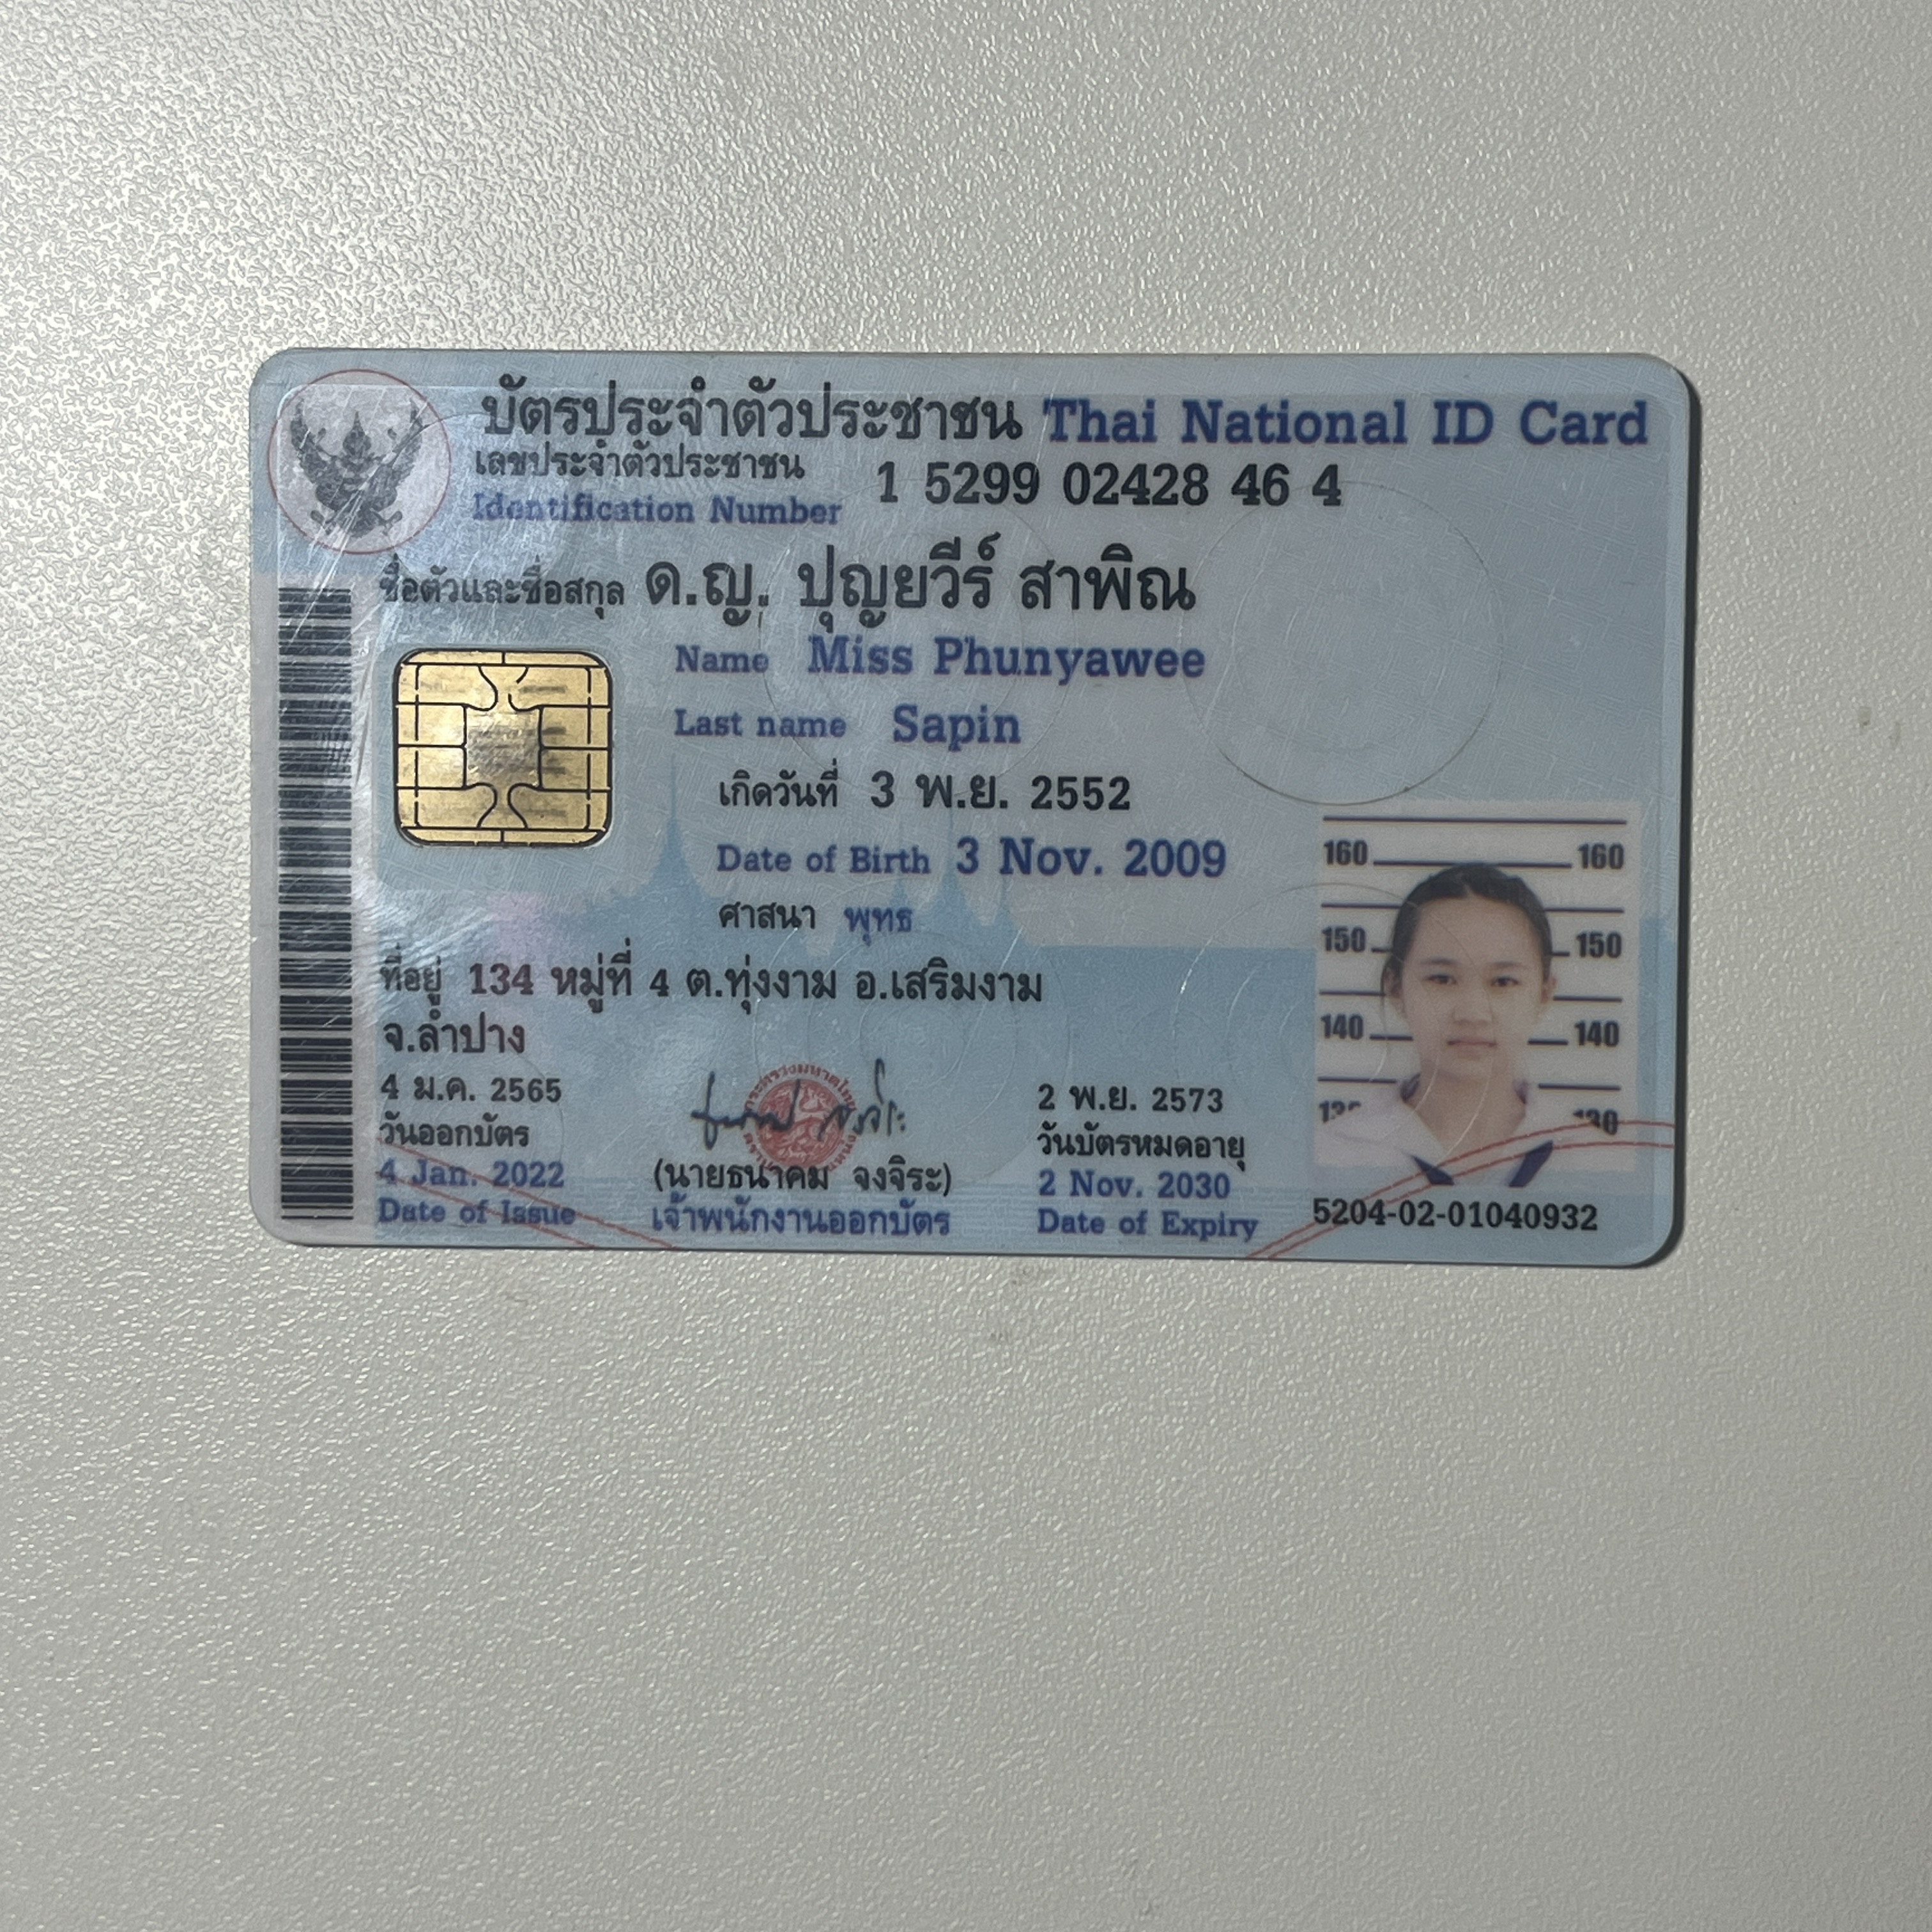 บัตรประจำตัวประชาชน Thai National ID Card
เลขประจำตัวประชาชน
Identification Number 1 5299 02428 46 4
ชื่อตัวและชื่อสกุล ด.ญ. ปุญยวีร์ สาพิณ
Name Miss Phunyawee
Last name Sapin
เกิดวันที่ 3 พ.ย. 2552
Date of Birth 3 Nov. 2009
ศาสนา พุทธ
ที่อยู่ 134 หมู่ที่ 4 ต.ทุ่งงาม อ.เสริมงาม
จ.ลำปาง
4 ม.ค. 2565
วันออกบัตร
4 Jan. 2022
Date of Issue
(นายธนาคม จงจิระ)
เจ้าพนักงานออกบัตร
2 พ.ย. 2573
วันบัตรหมดอายุ
2 Nov. 2030
Date of Expiry
160 160
150 150
140 140
5204-02-01040932